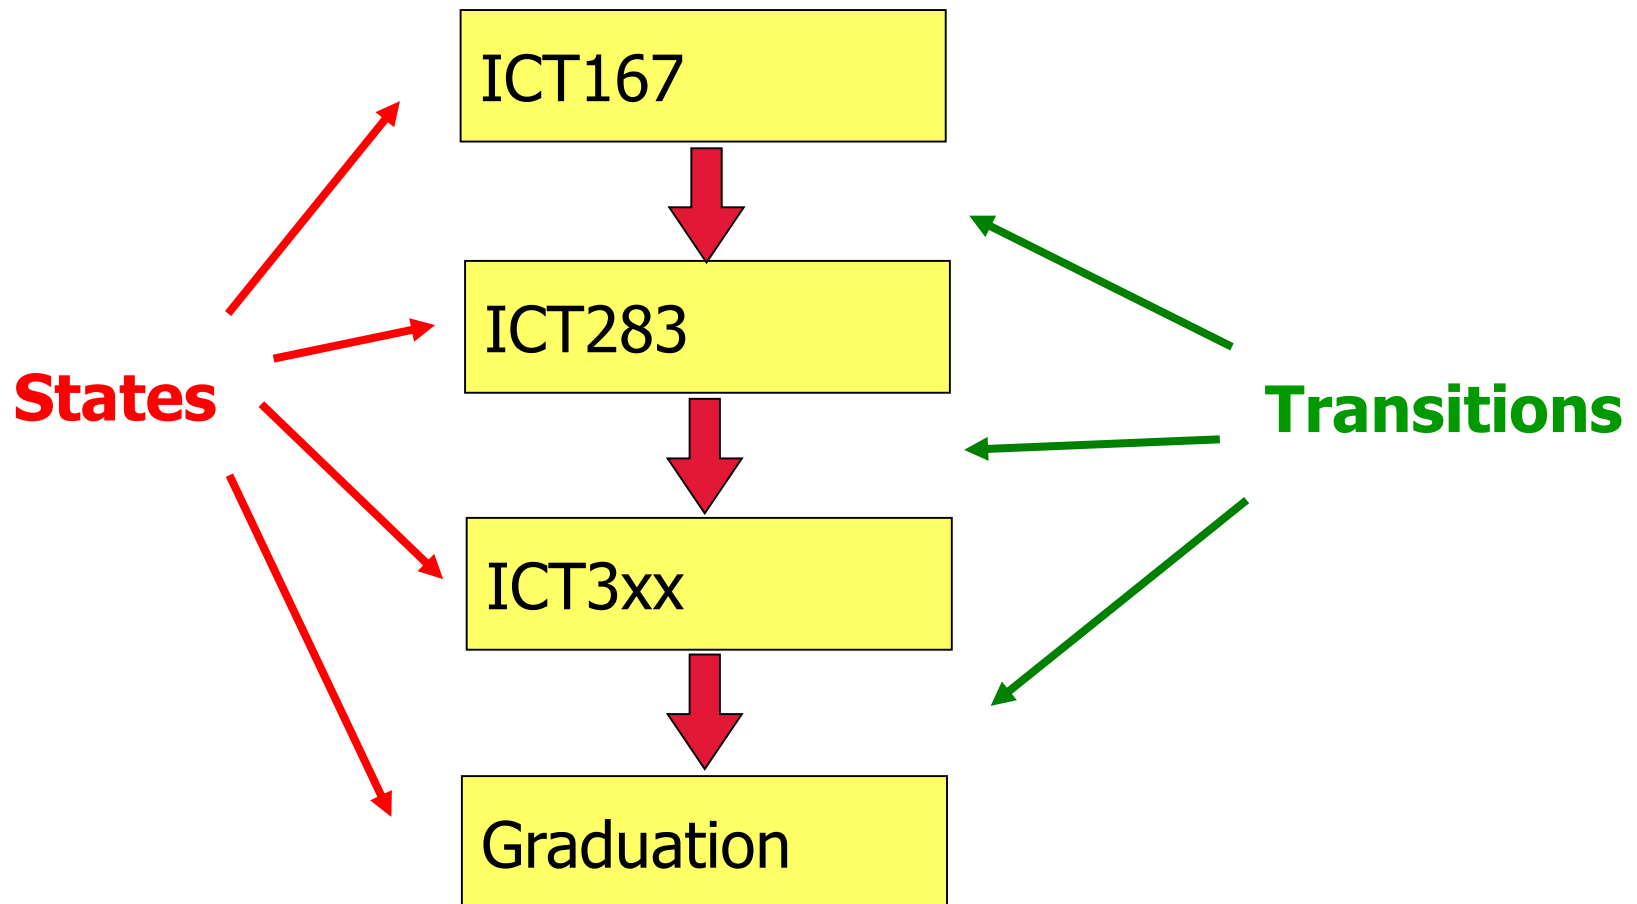 ICT167
ICT283
States
Transitions
ICT3xx
Graduation